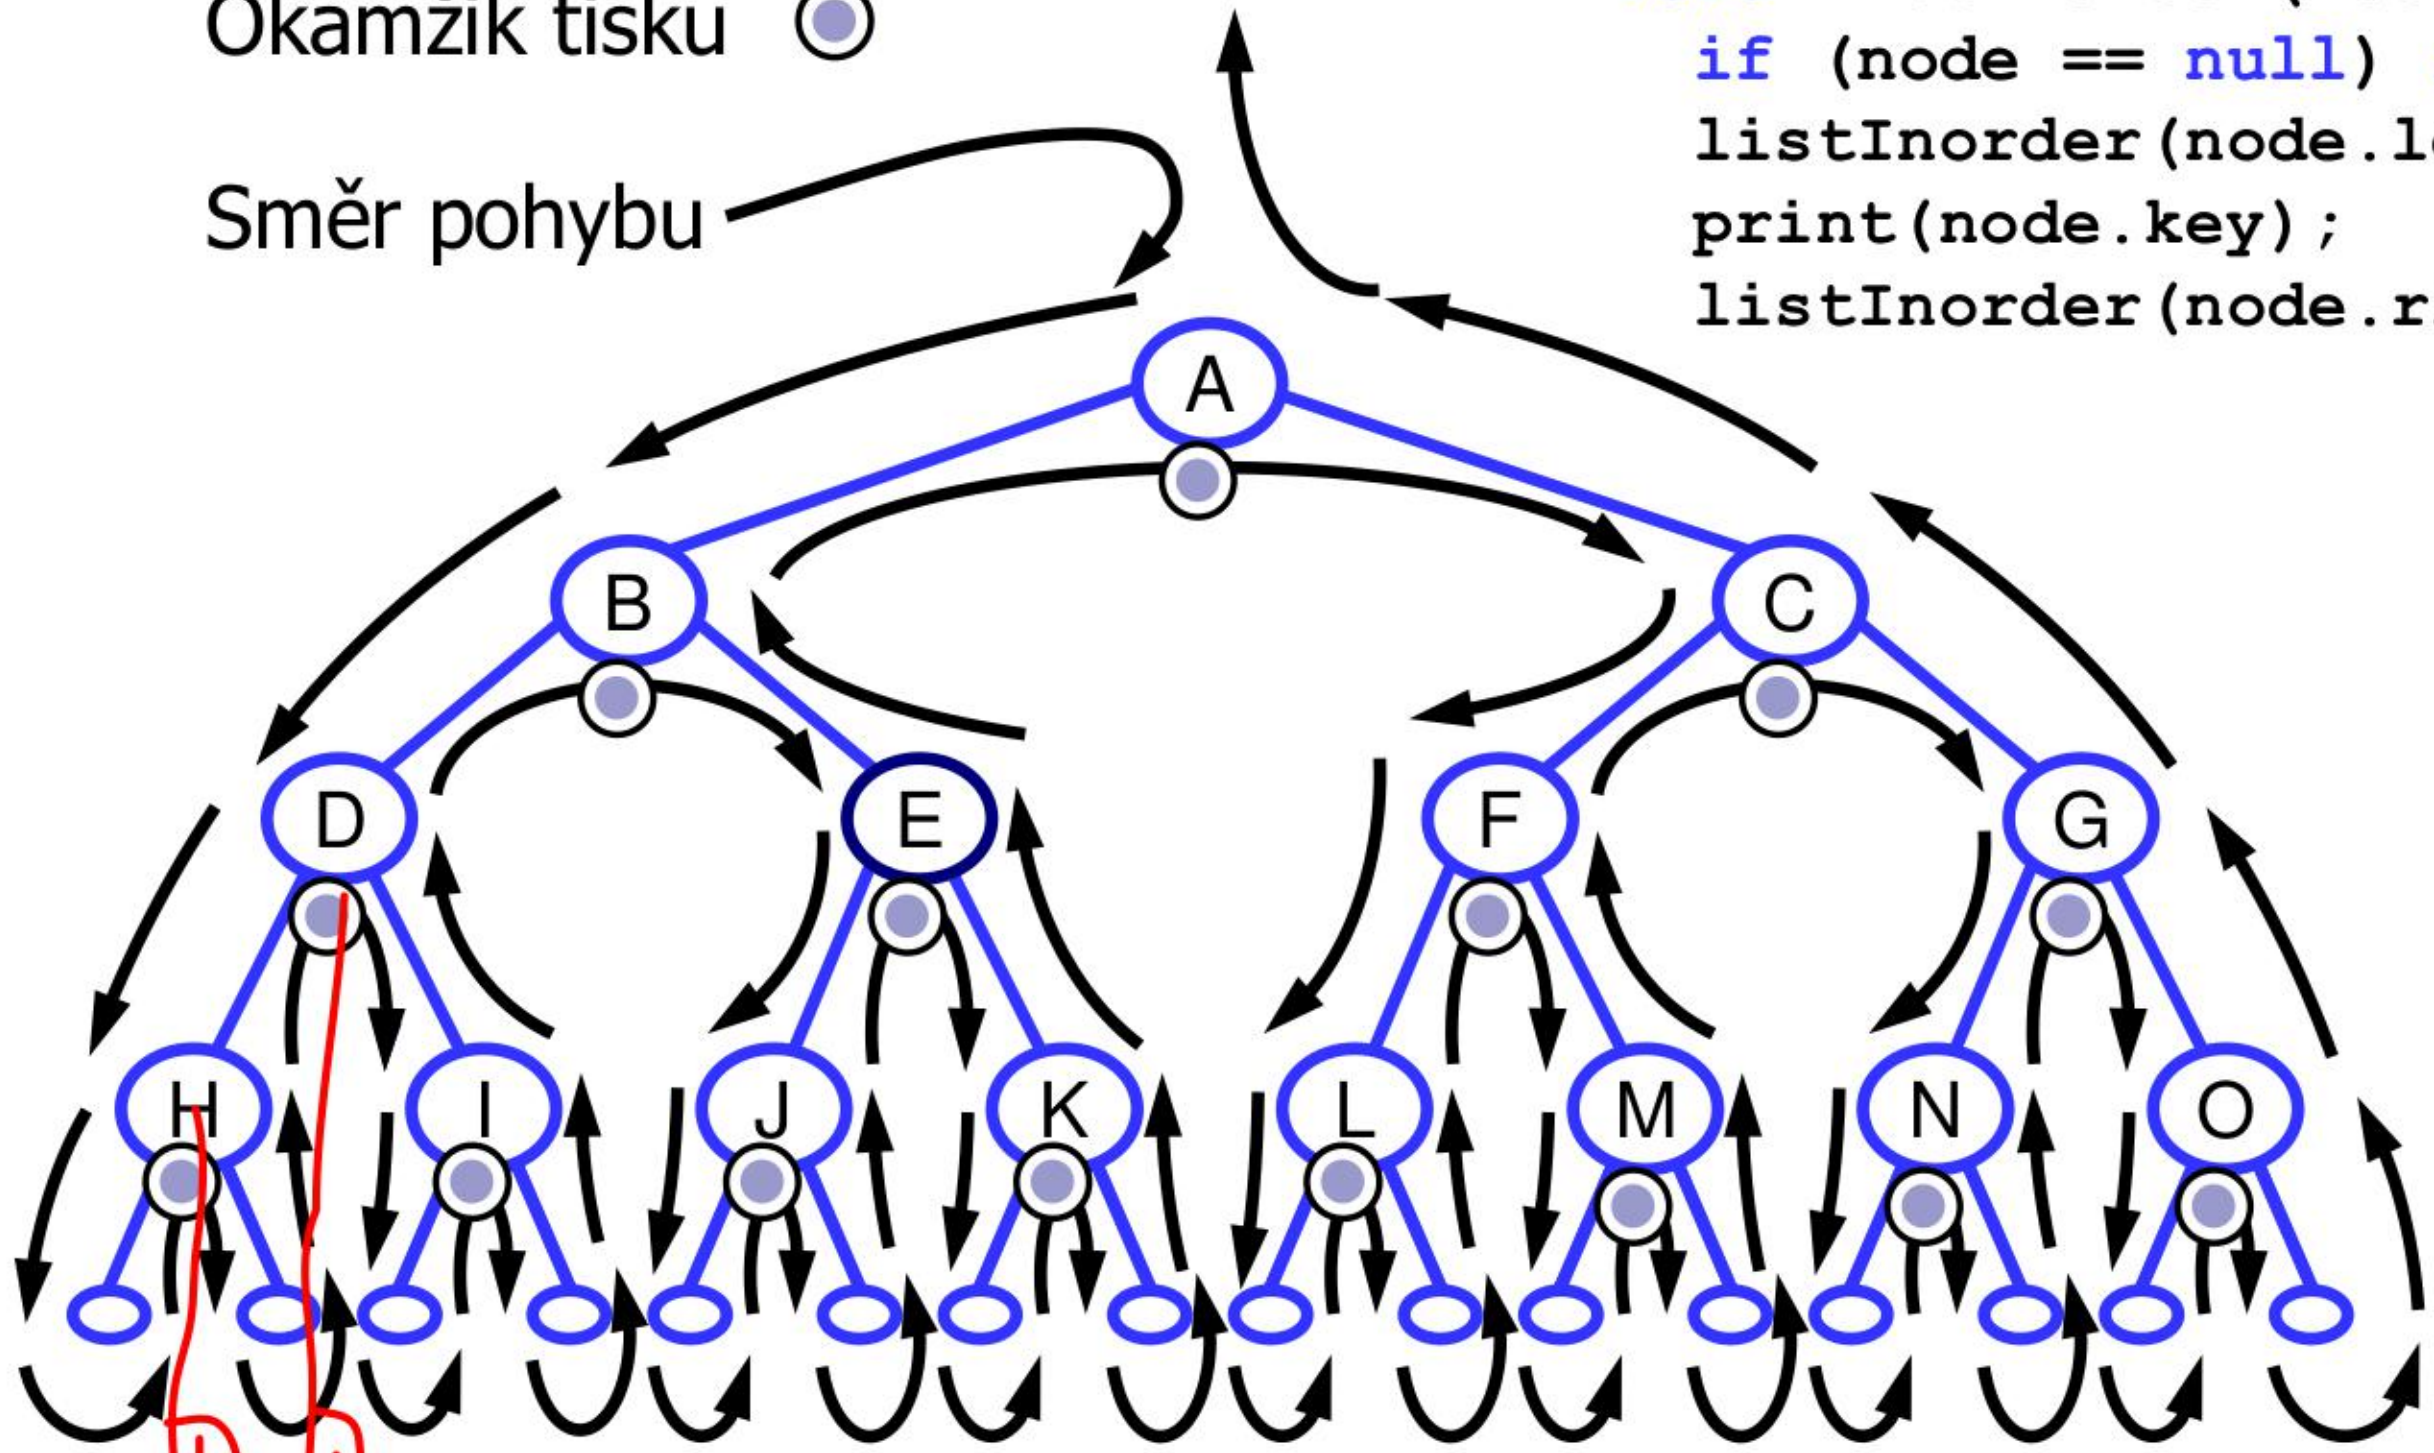 Okamžik tisku
Směr pohybu
if (node == null)
listInorder(node.l
print(node.key);
listInorder(node.r
A
B C
D E F G
H I J K L M N O